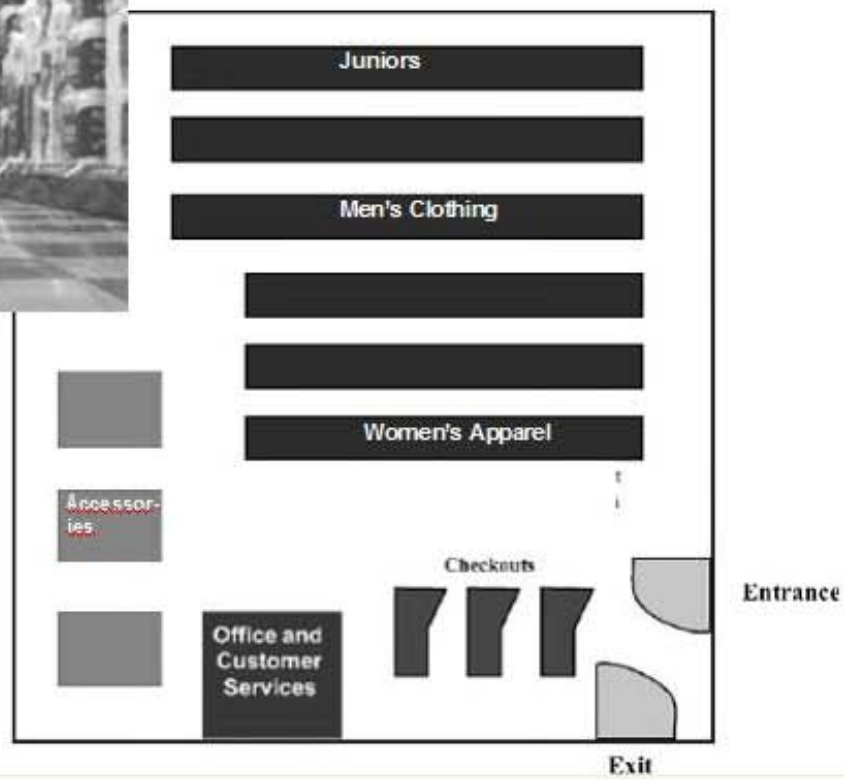 Juniors
Men's Clothing
Women's Apparel
t
i
Accessor-
ies
Checkouts
Entrance
Office and
Customer
Services
Exit